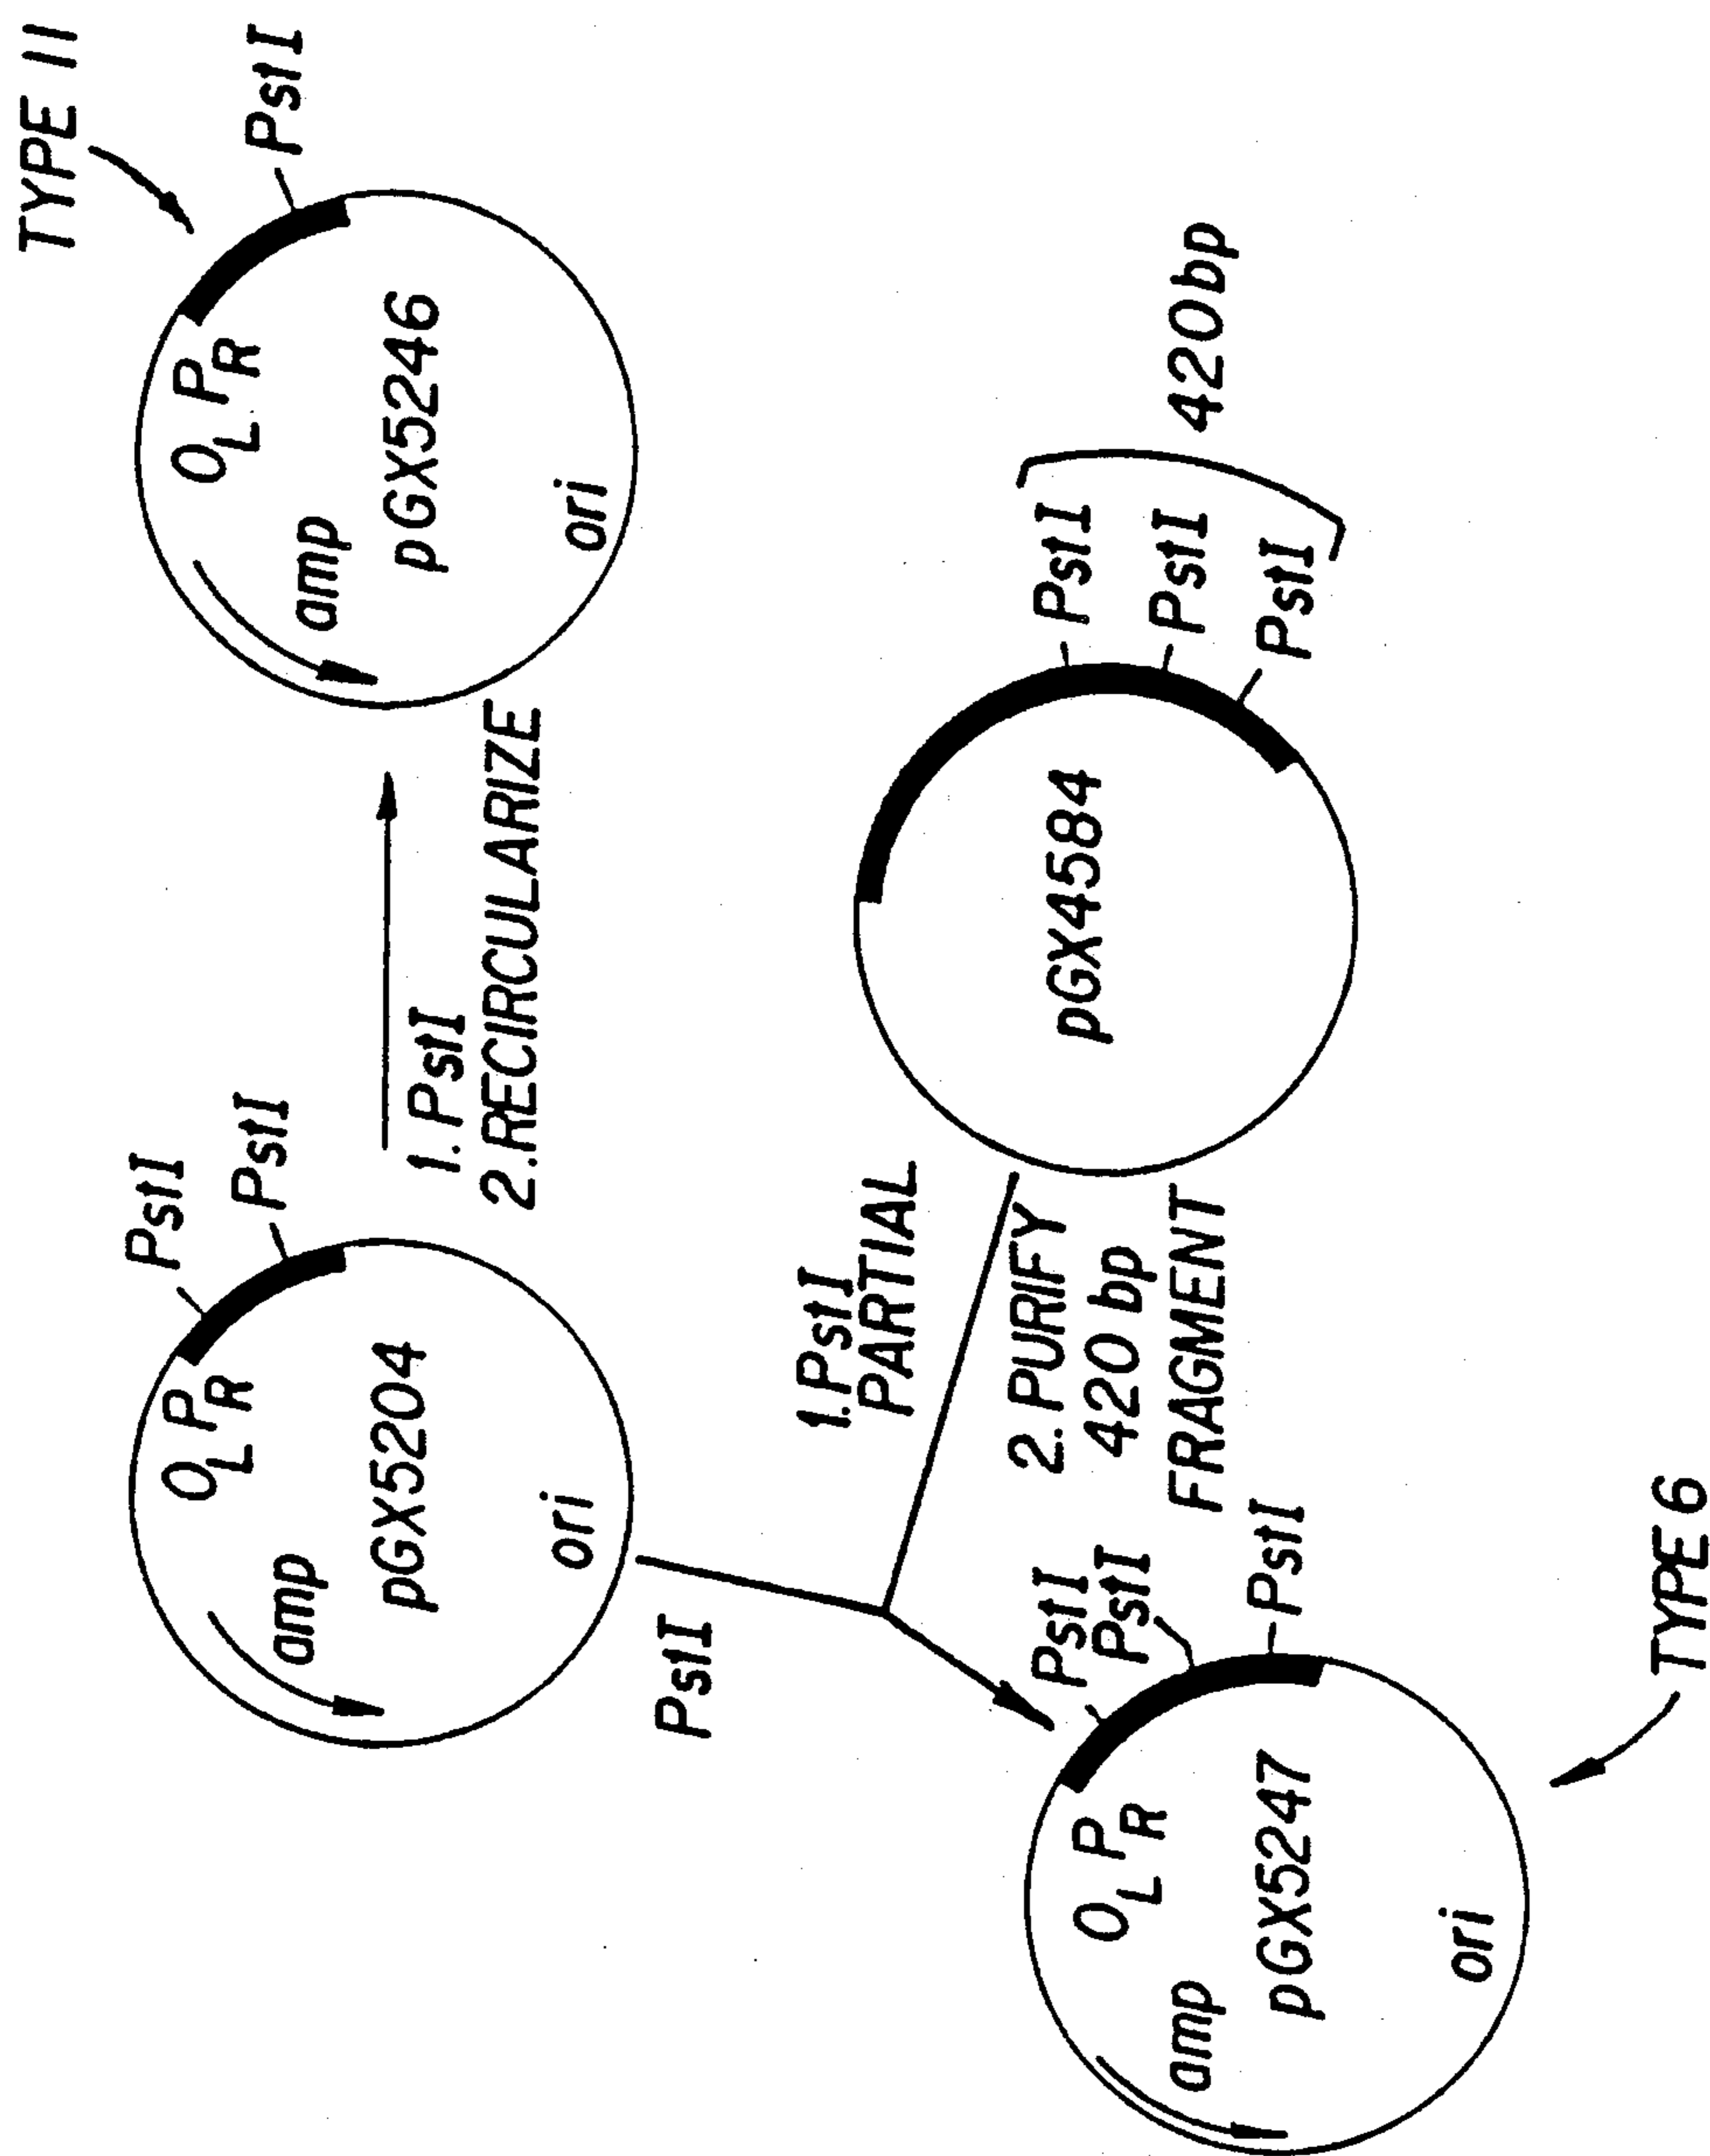 TYPE 11
PstI
PstI
PstI
OLPR
amp
pGX5204
ori
1. PstI
2. RECIRCULARIZE
OLPR
amp
pGX5246
ori
PstI
1. PstI
PARTIAL
2. PURIFY
420 bp
FRAGMENT
pGX4584
PstI
PstI
PstI
420bp
PstI
PstI
PstI
OLPR
amp
pGX5247
ori
TYPE 6